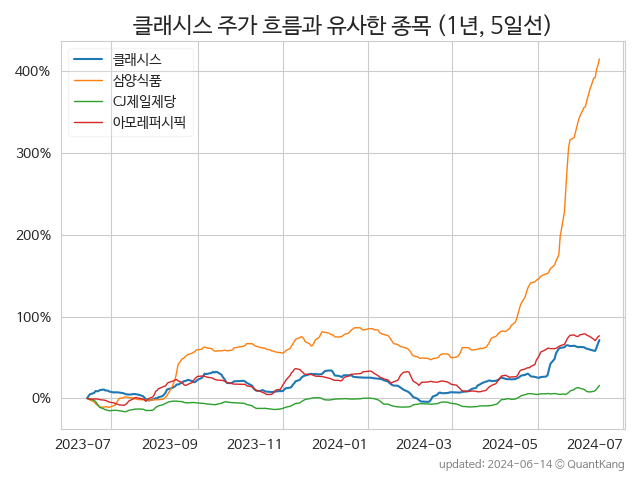 클래시스 주가 흐름과 유사한 종목 (1년, 5일선)
클래시스
삼양식품
CJ제일제당
아모레퍼시픽
400%
300%
200%
100%
0%
2023-07 2023-09 2023-11 2024-01 2024-03 2024-05 2024-07
updated: 2024-06-14 © QuantKang